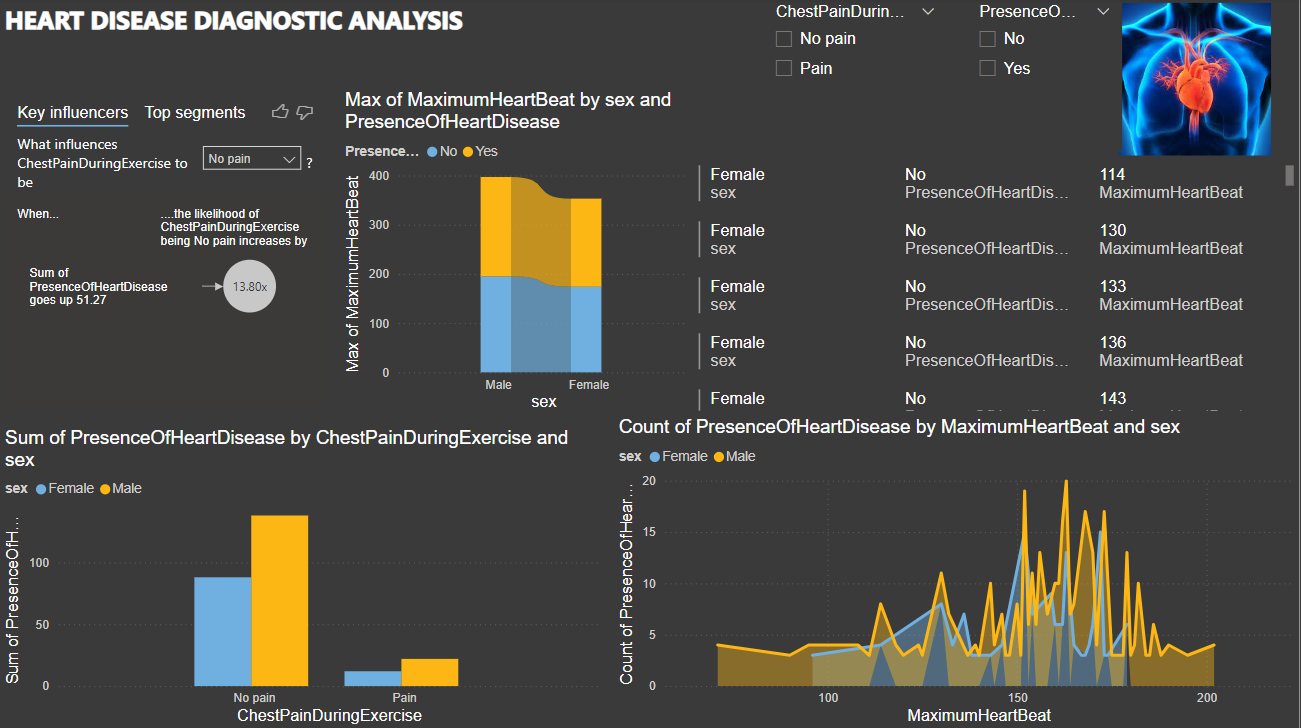 HEART DISEASE DIAGNOSTIC ANALYSIS
ChestPainDurin...
No pain
Pain
PresenceO...
No
Yes
Key influencers
Top segments
What influences
ChestPainDuringExercise to
be
No pain
?
When...
....the likelihood of
ChestPainDuringExercise
being No pain increases by
Sum of
PresenceOfHeartDisease
goes up 51.27
13.80x
Max of MaximumHeartBeat by sex and
PresenceOfHeartDisease
Presence... No Yes
Max of MaximumHeartBeat
400
300
200
100
0
Male Female
sex
Female No 114
sex PresenceOfHeartDis... MaximumHeartBeat
Female No 130
sex PresenceOfHeartDis... MaximumHeartBeat
Female No 133
sex PresenceOfHeartDis... MaximumHeartBeat
Female No 136
sex PresenceOfHeartDis... MaximumHeartBeat
Female No 143
Sum of PresenceOfHeartDisease by ChestPainDuringExercise and
sex
sex Female Male
Sum of PresenceOfH...
100
50
0
No pain Pain
ChestPainDuringExercise
Count of PresenceOfHeartDisease by MaximumHeartBeat and sex
sex Female Male
Count of PresenceOfHear...
20
15
10
5
0
100 150 200
MaximumHeartBeat